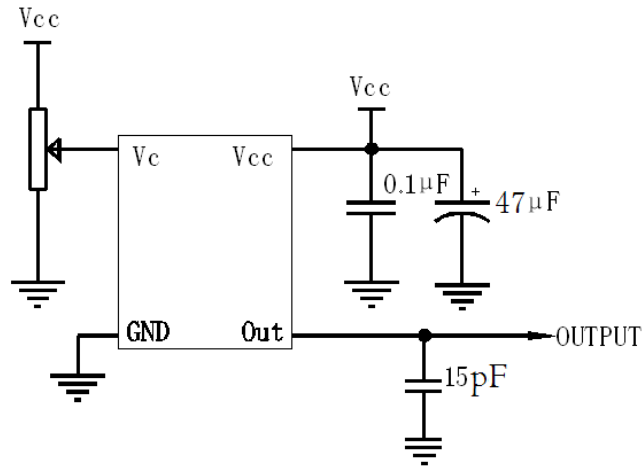 Vcc
Vcc
Vc
Vcc
0.1μF
+
47μF
GND
Out
OUTPUT
15pF